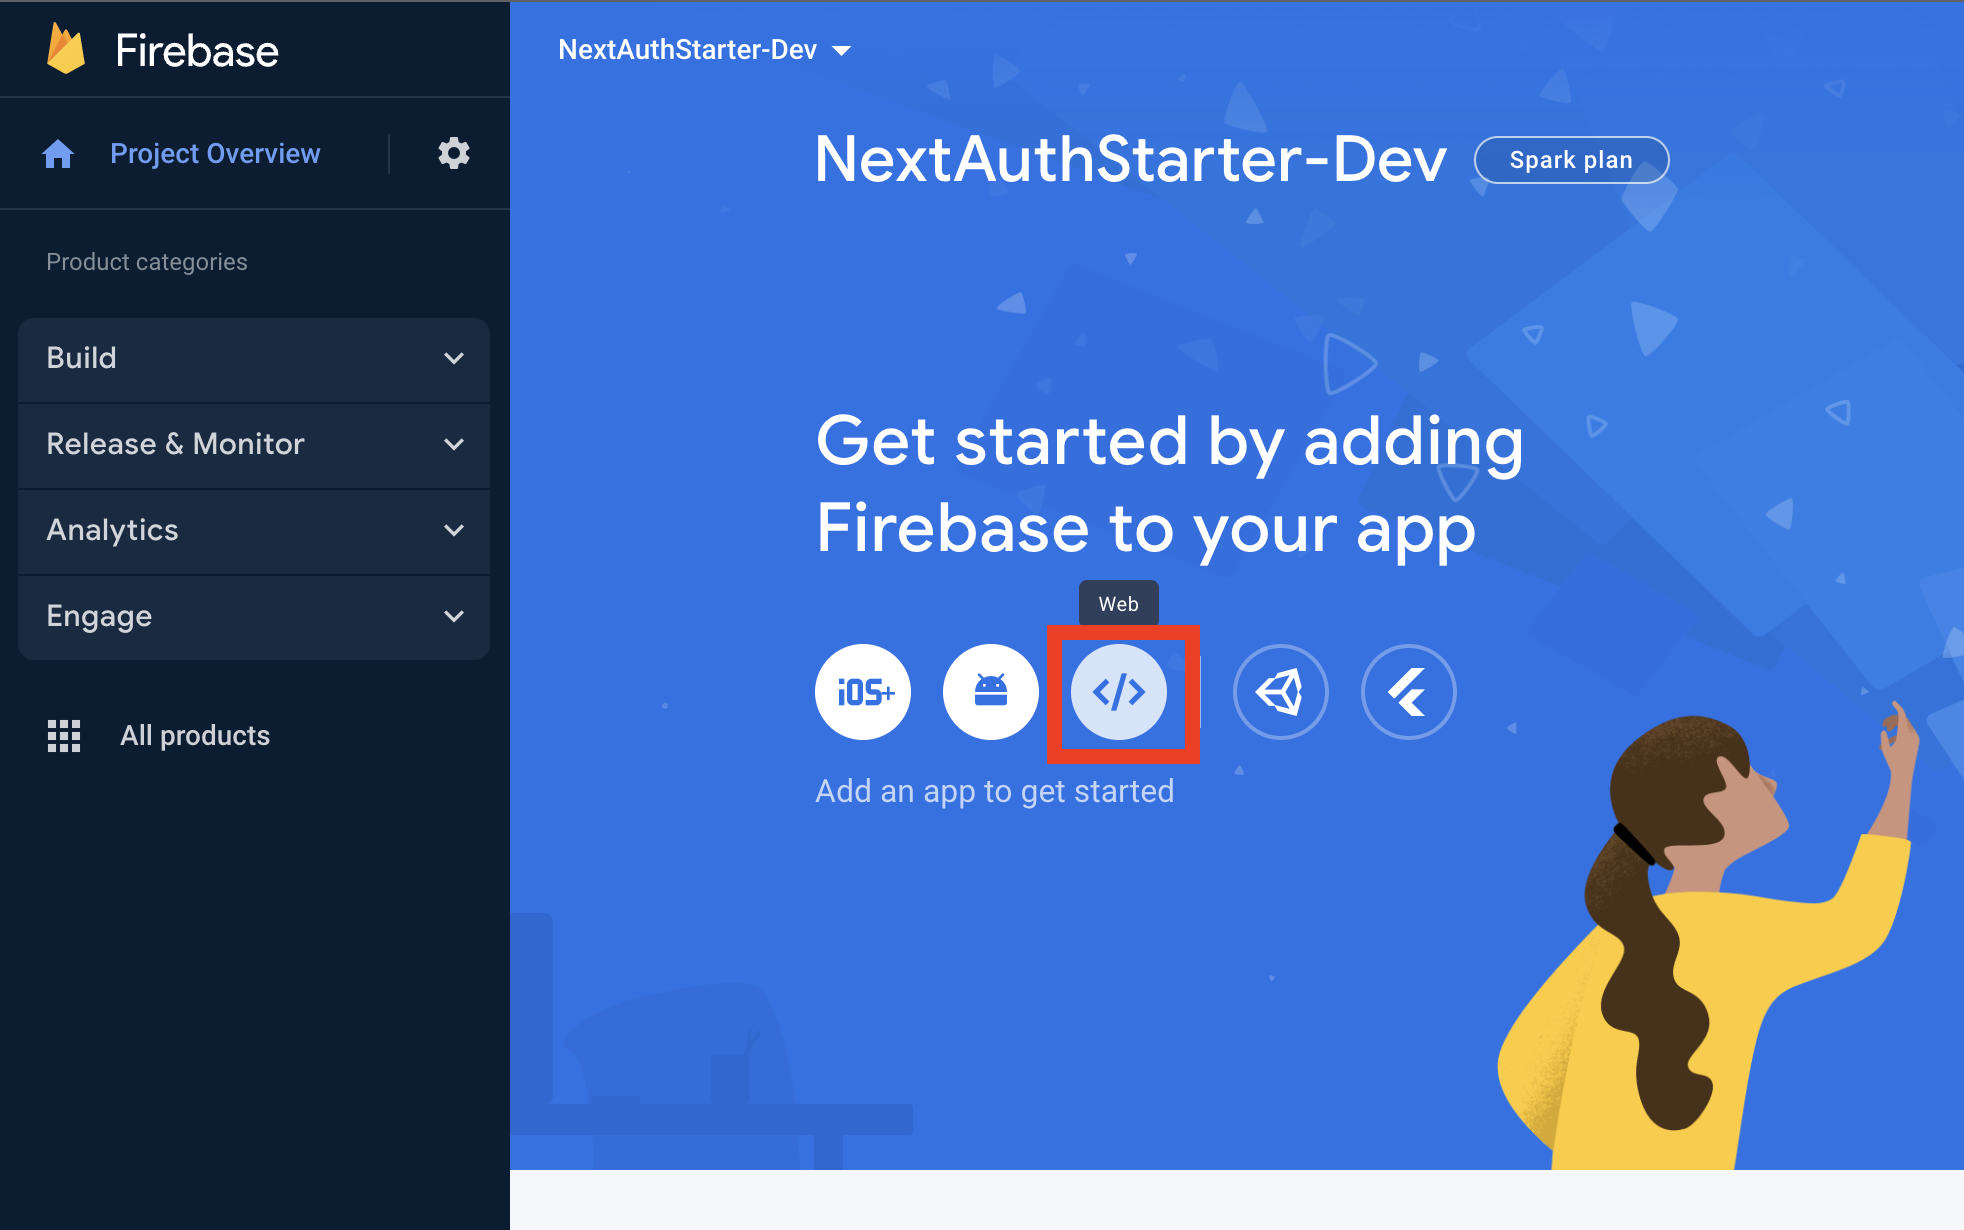 Firebase
Project Overview
Product categories
Build
Release & Monitor
Analytics
Engage
All products
NextAuthStarter-Dev
NextAuthStarter-Dev
Spark plan
Get started by adding
Firebase to your app
Web
iOS+
</>
Add an app to get started